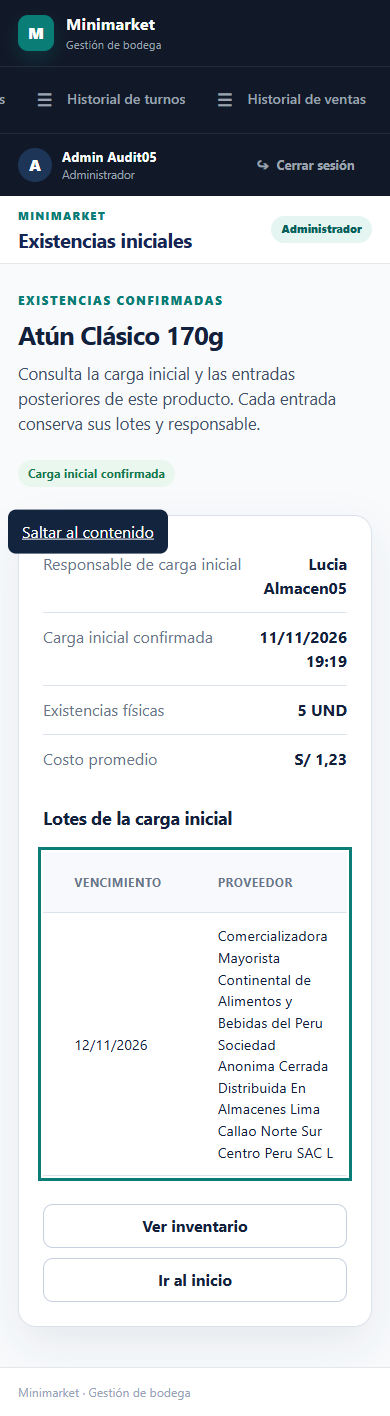 M
Minimarket
Gestión de bodega
s
Historial de turnos
Historial de ventas
A
Admin Audit05
Administrador
Cerrar sesión
MINIMARKET
Existencias iniciales
Administrador
EXISTENCIAS CONFIRMADAS
Atún Clásico 170g
Consulta la carga inicial y las entradas
posteriores de este producto. Cada entrada
conserva sus lotes y responsable.
Carga inicial confirmada
Saltar al contenido
Responsable de carga inicial
Lucia
Almacen05
Carga inicial confirmada
11/11/2026
19:19
Existencias físicas
5 UND
Costo promedio
S/ 1,23
Lotes de la carga inicial
VENCIMIENTO
PROVEEDOR
12/11/2026
Comercializadora
Mayorista
Continental de
Alimentos y
Bebidas del Peru
Sociedad
Anonima Cerrada
Distribuida En
Almacenes Lima
Callao Norte Sur
Centro Peru SAC L
Ver inventario
Ir al inicio
Minimarket · Gestión de bodega